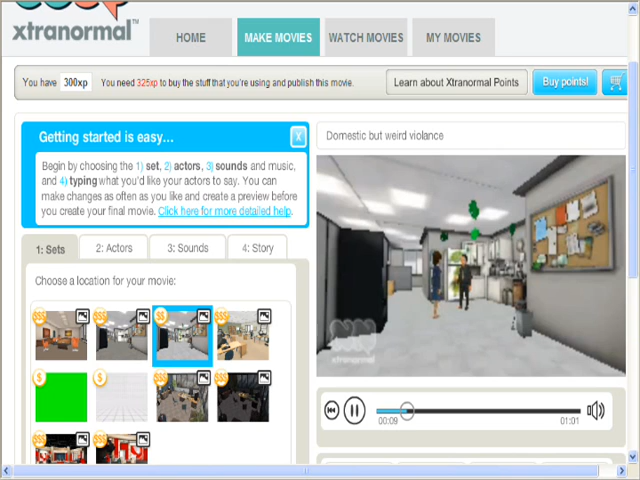 xtranormal™
HOME
MAKE MOVIES
WATCH MOVIES
MY MOVIES
You have 300xp You need 325xp to buy the stuff that you're using and publish this movie.
Learn about Xtranormal Points
Buy points!
Getting started is easy...
X
Begin by choosing the 1) set, 2) actors, 3) sounds and music,
and 4) typing what you'd like your actors to say. You can
make changes as often as you like and create a preview before
you create your final movie. Click here for more detailed help.
Domestic but weird violance
1: Sets
2: Actors
3: Sounds
4: Story
Choose a location for your movie:
$$$
$$$
$$
$$$
$
$
$$$
$$$
$$$
$$$
xtranormal
00:09
01:01